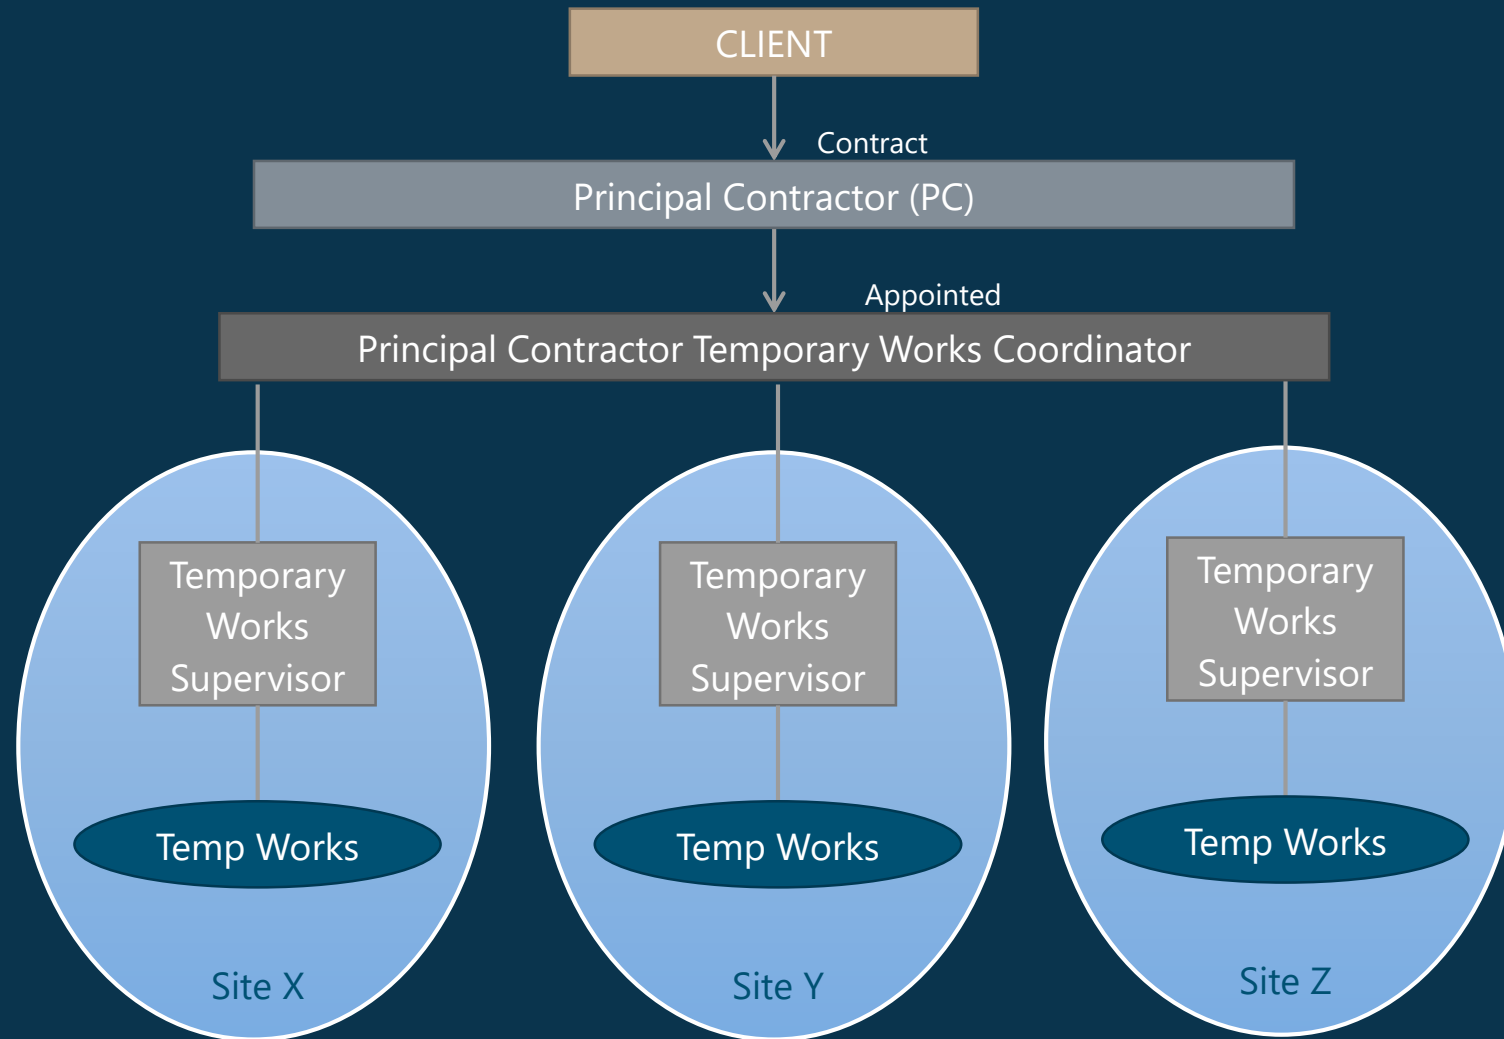 CLIENT
Contract
Principal Contractor (PC)
Appointed
Principal Contractor Temporary Works Coordinator
Temporary
Works
Supervisor
Temp Works
Site X
Temporary
Works
Supervisor
Temp Works
Site Y
Temporary
Works
Supervisor
Temp Works
Site Z